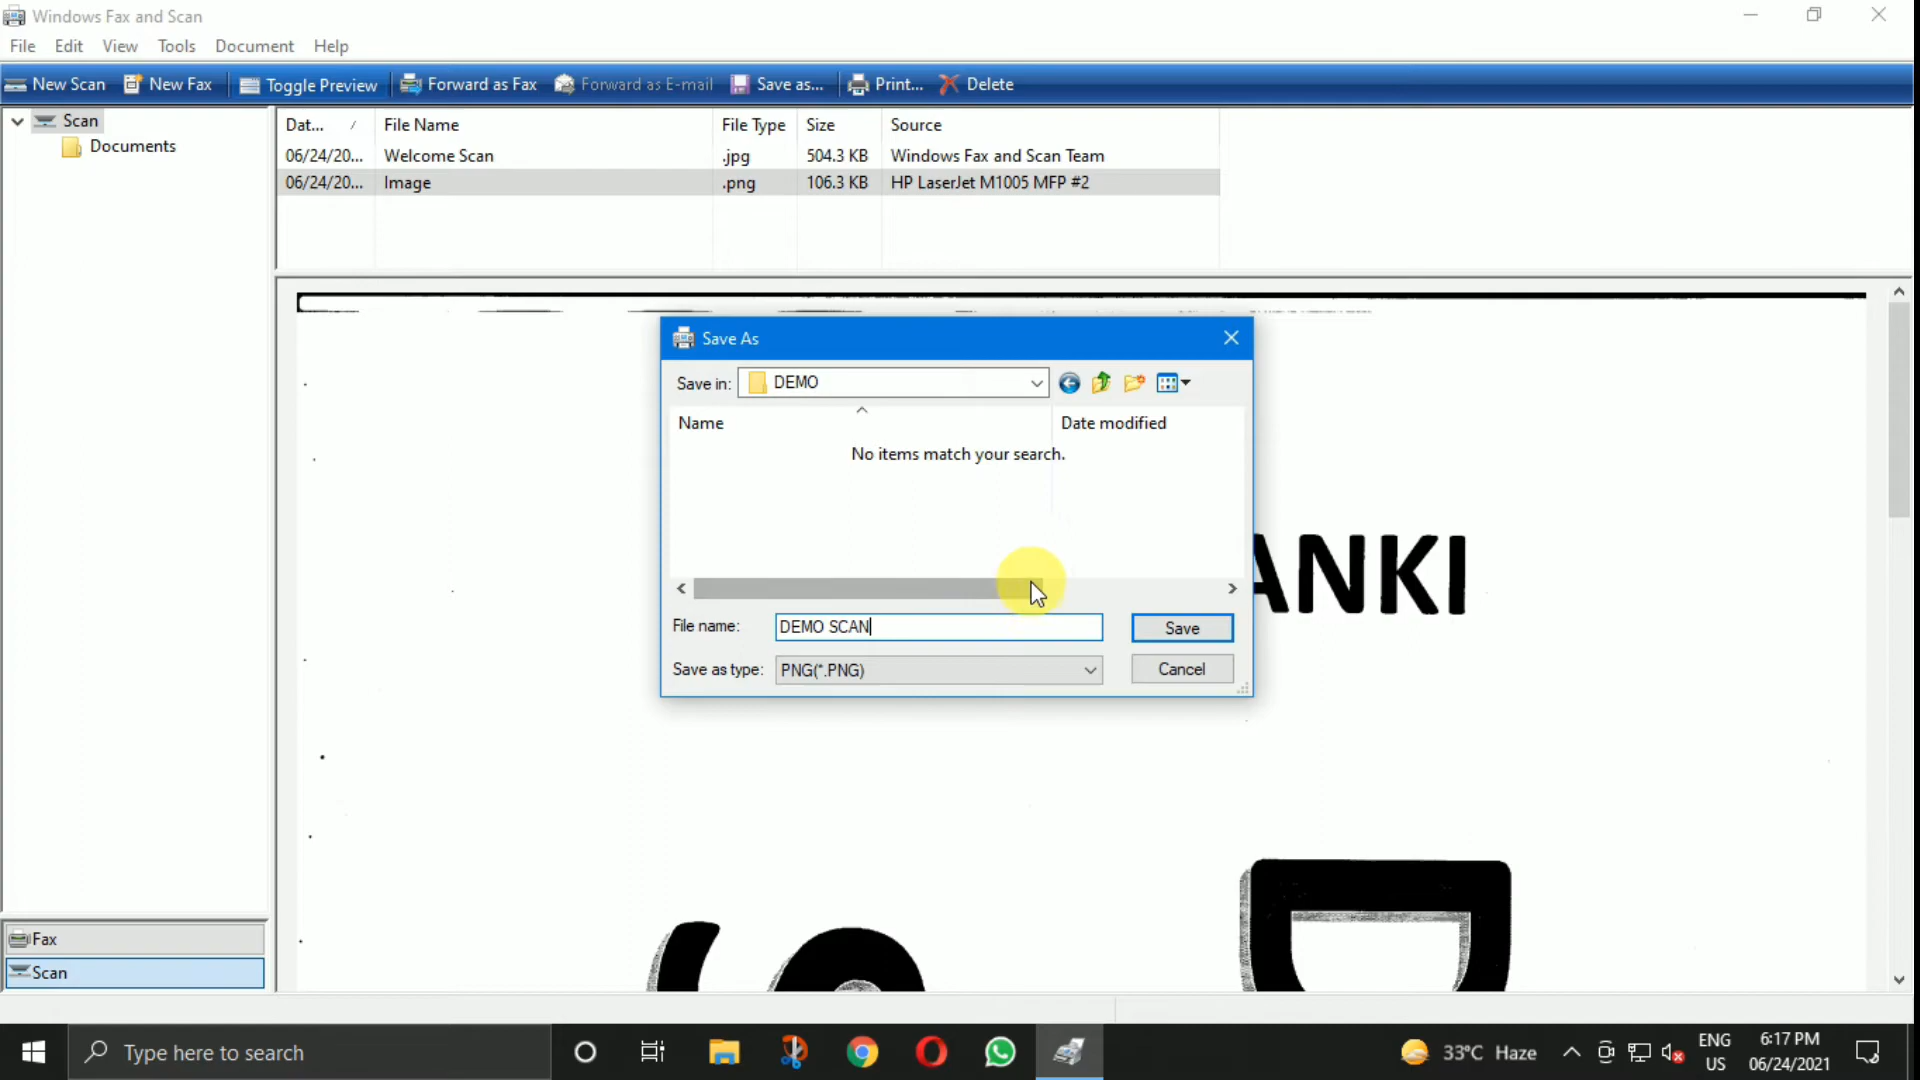 Windows Fax and Scan
File Edit View Tools Document Help
New Scan New Fax Toggle Preview Forward as Fax Forward as E-mail Save as... Print... Delete
Scan
Documents
Dat... File Name File Type Size Source
06/24/20... Welcome Scan .jpg 504.3 KB Windows Fax and Scan Team
06/24/20... Image .png 106.3 KB HP LaserJet M1005 MFP #2
Save As
Save in: DEMO
Name Date modified
No items match your search.
ANKI
File name: DEMO SCAN Save
Save as type: PNG(*.PNG) Cancel
Fax
Scan
Type here to search
33°C Haze
ENG
US
6:17 PM
06/24/2021